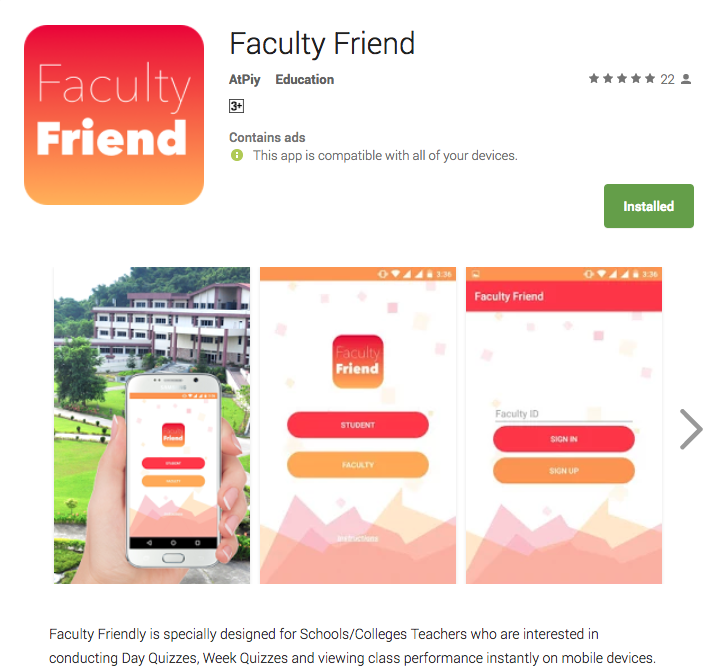 Faculty Friend
Faculty
Friend
AtPiy Education
22
3+
Contains ads
This app is compatible with all of your devices.
Installed
Faculty
Friend
STUDENT
FACULTY
3:36
Faculty
Friend
STUDENT
FACULTY
Instructions
3:36
Faculty Friend
Faculty ID
SIGN IN
SIGN UP
Faculty Friendly is specially designed for Schools/Colleges Teachers who are interested in
conducting Day Quizzes, Week Quizzes and viewing class performance instantly on mobile devices.